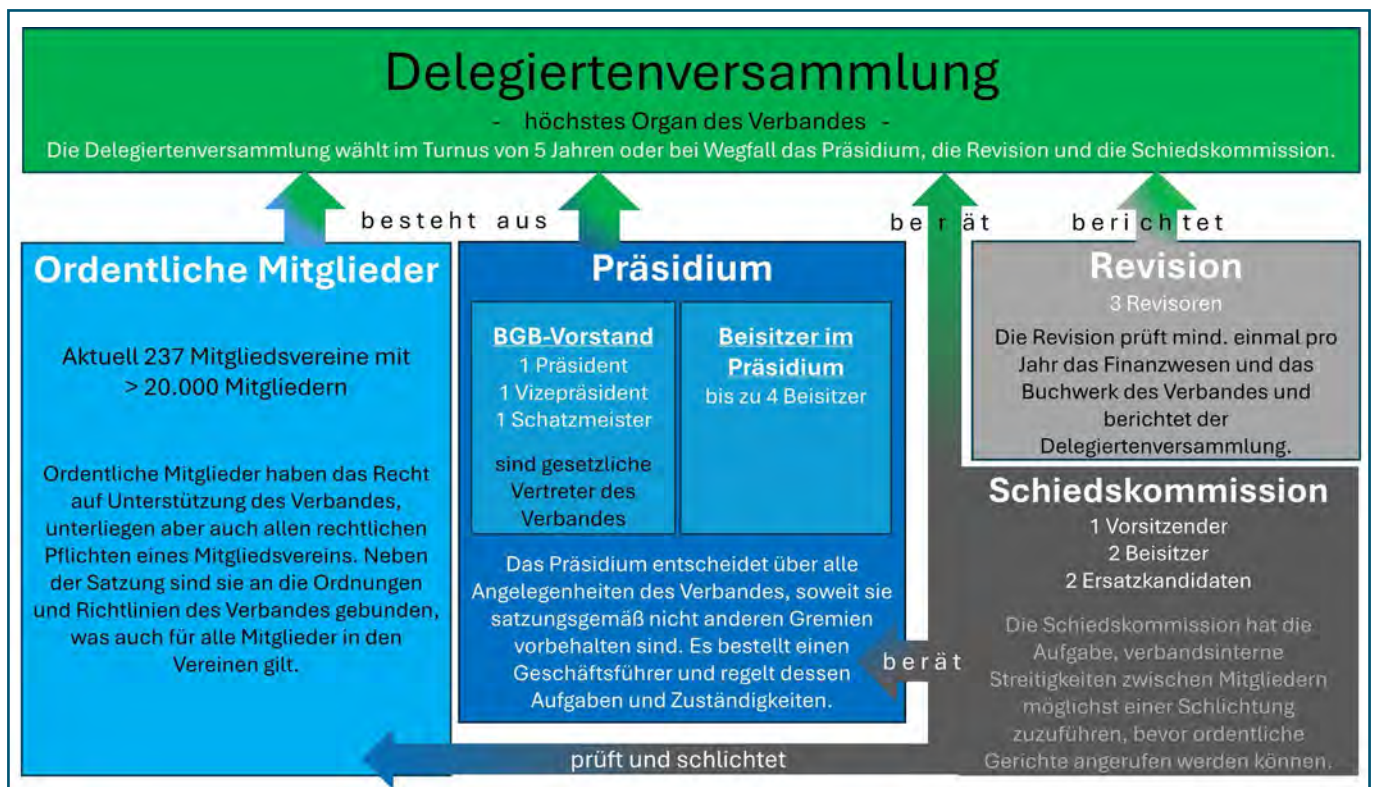 Delegiertenversammlung
- höchstes Organ des Verbandes -
Die Delegiertenversammlung wählt im Turnus von 5 Jahren oder bei Wegfall das Präsidium, die Revision und die Schiedskommission.
besteht aus
berät
berichtet
Ordentliche Mitglieder
Aktuell 237 Mitgliedsvereine mit
> 20.000 Mitgliedern
Ordentliche Mitglieder haben das Recht
auf Unterstützung des Verbandes,
unterliegen aber auch allen rechtlichen
Pflichten eines Mitgliedsvereins. Neben
der Satzung sind sie an die Ordnungen
und Richtlinien des Verbandes gebunden,
was auch für alle Mitglieder in den
Vereinen gilt.
Präsidium
BGB-Vorstand
1 Präsident
1 Vizepräsident
1 Schatzmeister
sind gesetzliche
Vertreter des
Verbandes
Beisitzer im
Präsidium
bis zu 4 Beisitzer
Das Präsidium entscheidet über alle
Angelegenheiten des Verbandes, soweit sie
satzungsgemäß nicht anderen Gremien
vorbehalten sind. Es bestellt einen
Geschäftsführer und regelt dessen
Aufgaben und Zuständigkeiten.
Revision
3 Revisoren
Die Revision prüft mind. einmal pro
Jahr das Finanzwesen und das
Buchwerk des Verbandes und
berichtet der
Delegiertenversammlung.
Schiedskommission
1 Vorsitzender
2 Beisitzer
2 Ersatzkandidaten
Die Schiedskommission hat die
Aufgabe, verbandsinterne
Streitigkeiten zwischen Mitgliedern
möglichst einer Schlichtung
zuzuführen, bevor ordentliche
Gerichte angerufen werden können.
berät
prüft und schlichtet